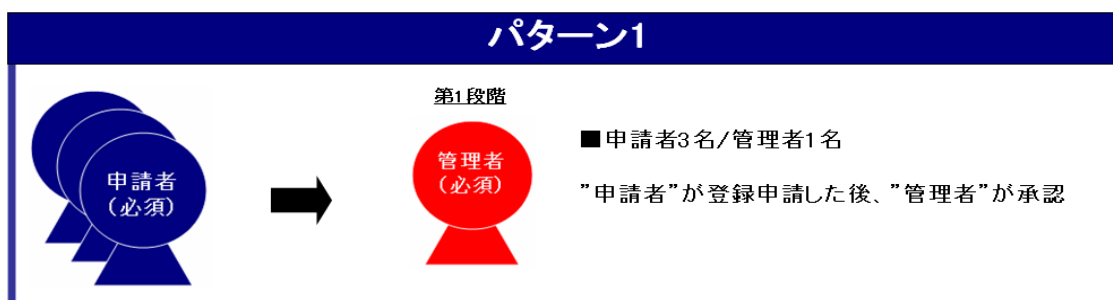 パターン1
第1段階
申請者
(必須)
管理者
(必須)
■申請者3名/管理者1名
”申請者”が登録申請した後、”管理者”が承認